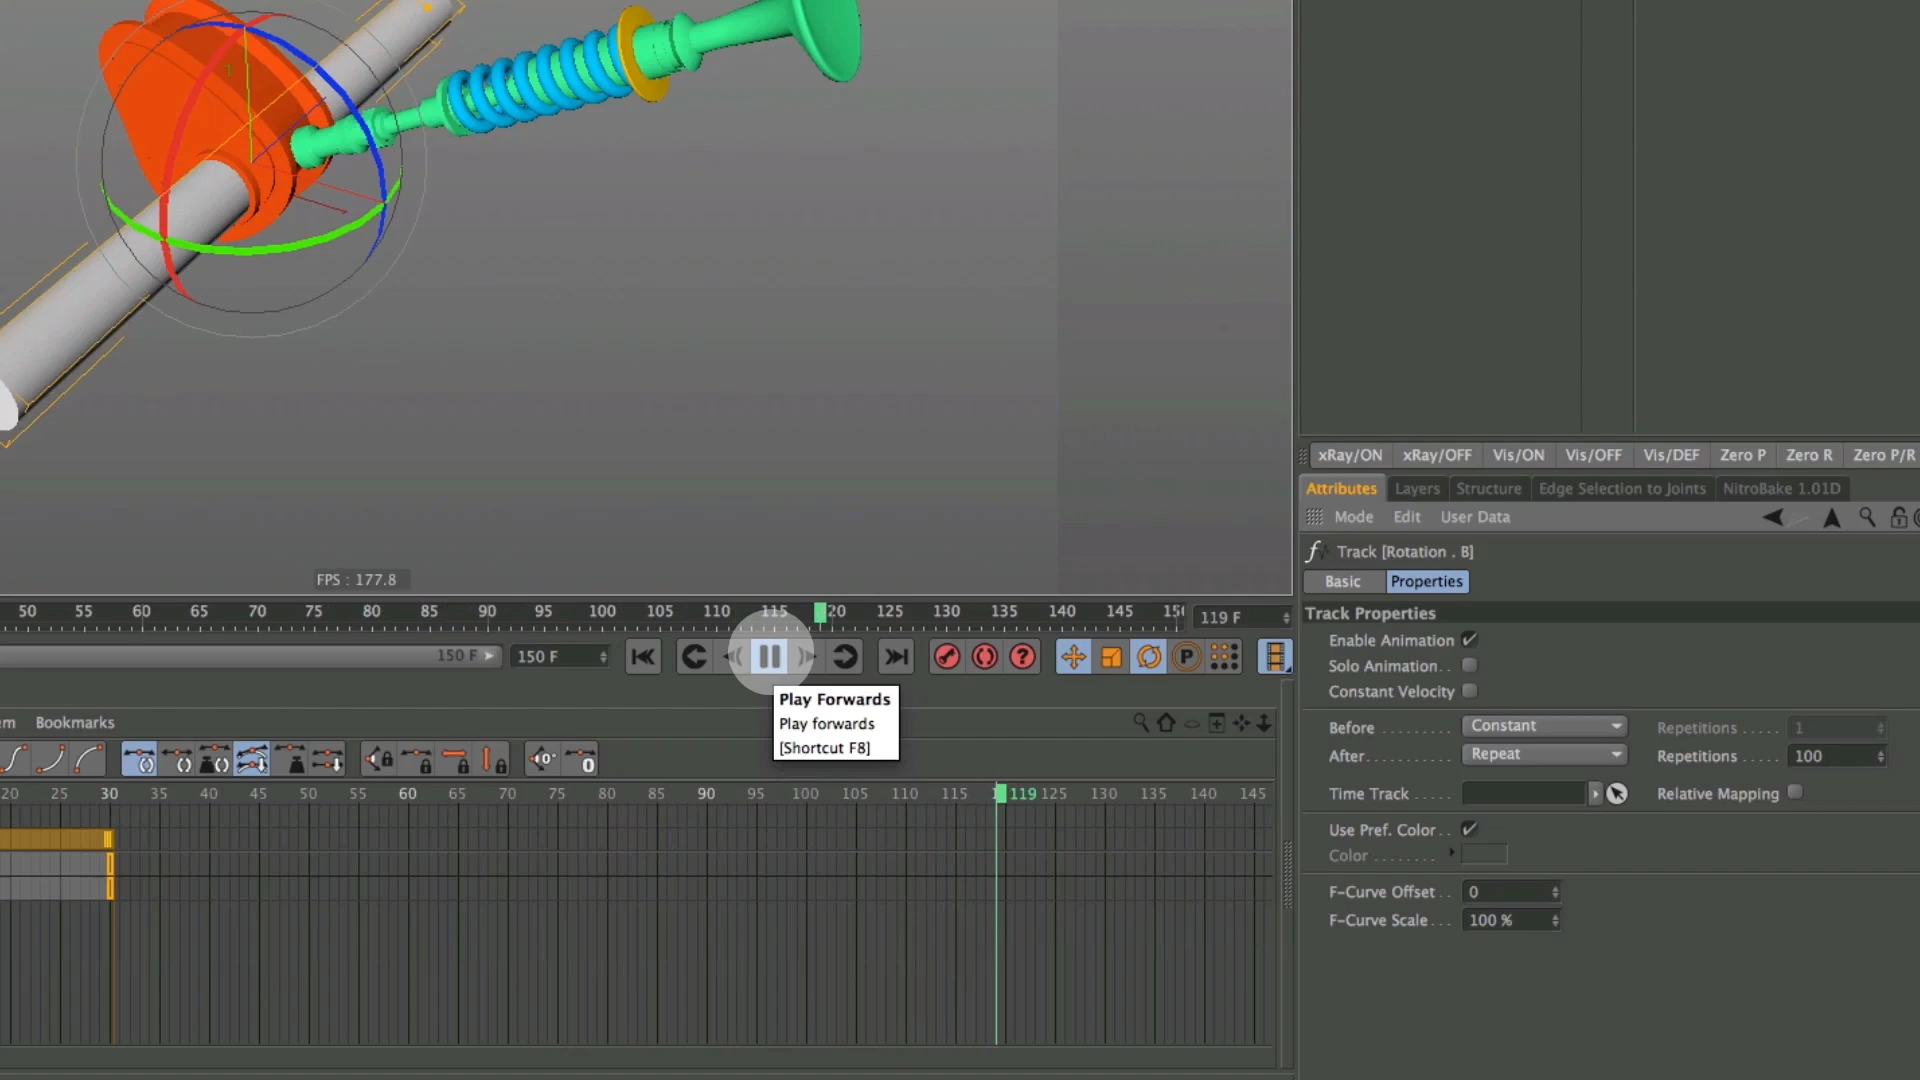 xRay/ON xRay/OFF Vis/ON Vis/OFF Vis/DEF Zero P Zero R Zero P/R
Attributes Layers Structure Edge Selection to Joints NitroBake 1.01D
Mode Edit User Data
Track [Rotation . B]
Basic Properties
Track Properties
Enable Animation
Solo Animation. .
Constant Velocity
Before ......... Constant Repetitions ..... 1
After........... Repeat Repetitions ..... 100
Time Track ..... Relative Mapping
Use Pref. Color. .
Color ........
F-Curve Offset . . 0
F-Curve Scale. . . 100 %
FPS : 177.8
50 55 60 65 70 75 80 85 90 95 100 105 110 115 20 125 130 135 140 145 119 F
150 F 150 F
Play Forwards
Play forwards
[Shortcut F8]
Bookmarks
20 25 30 35 40 45 50 55 60 65 70 75 80 85 90 95 100 105 110 115 119 125 130 135 140 145